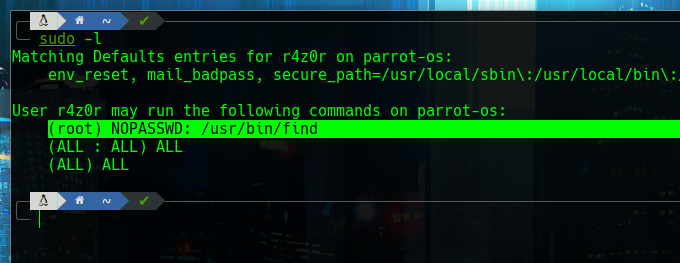 ~
sudo -l
Matching Defaults entries for r4z0r on parrot-os:
env_reset, mail_badpass, secure_path=/usr/local/sbin\:/usr/local/bin\:/
User r4z0r may run the following commands on parrot-os:
(root) NOPASSWD: /usr/bin/find
(ALL : ALL) ALL
(ALL) ALL
~